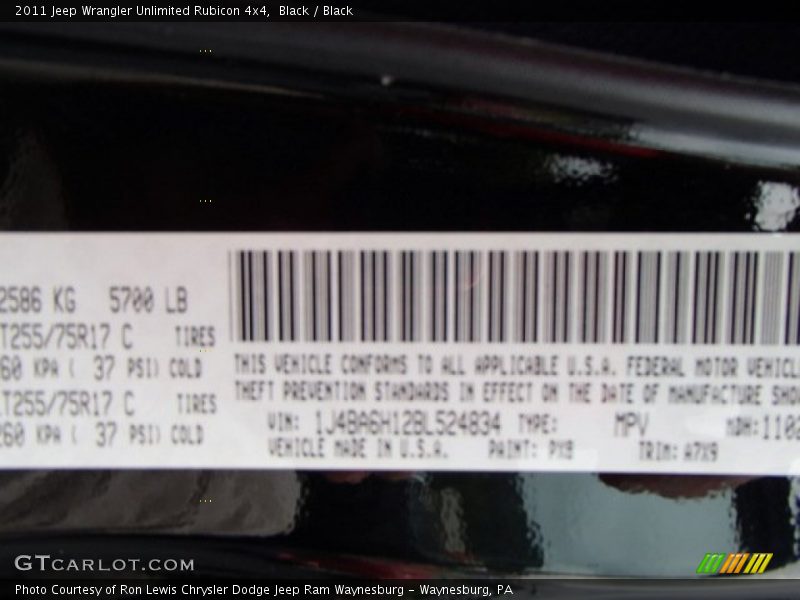 2011 Jeep Wrangler Unlimited Rubicon 4x4, Black / Black
2586 KG 5700 LB
T255/75R17 C TIRES
260 KPA ( 37 PSI) COLD
LT255/75R17 C TIRES
260 KPA ( 37 PSI) COLD
THIS VEHICLE CONFORMS TO ALL APPLICABLE U.S.A. FEDERAL MOTOR VEHICL
THEFT PREVENTION STANDARDS IN EFFECT ON THE DATE OF MANUFACTURE SHO
VIN: 1J4BA6H12BL524834 TYPE: MPV MDH: 1102
VEHICLE MADE IN U.S.A. PAINT: PX8 TRIM: A7X9
GTCARLOT.COM
Photo Courtesy of Ron Lewis Chrysler Dodge Jeep Ram Waynesburg – Waynesburg, PA